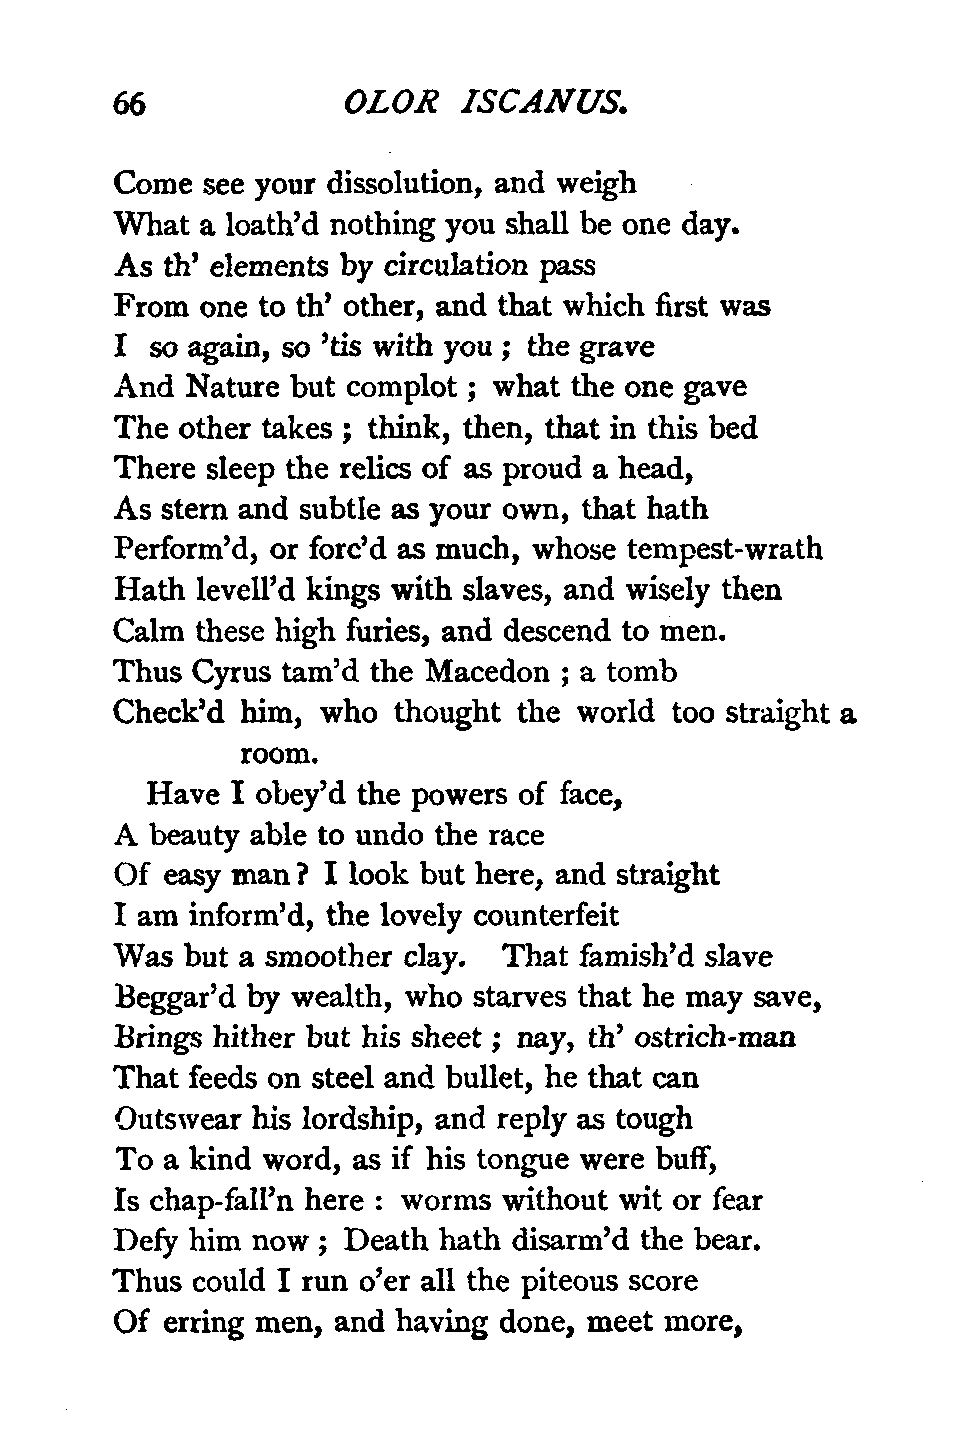 66 OLOR ISCANUS.
Come see your dissolution, and weigh
What a loath'd nothing you shall be one day.
As th' elements by circulation pass
From one to th' other, and that which first was
I so again, so 'tis with you ; the grave
And Nature but complot ; what the one gave
The other takes ; think, then, that in this bed
There sleep the relics of as proud a head,
As stern and subtle as your own, that hath
Perform'd, or forc'd as much, whose tempest-wrath
Hath levell'd kings with slaves, and wisely then
Calm these high furies, and descend to men.
Thus Cyrus tam'd the Macedon ; a tomb
Check'd him, who thought the world too straight a
room.
Have I obey'd the powers of face,
A beauty able to undo the race
Of easy man? I look but here, and straight
I am inform'd, the lovely counterfeit
Was but a smoother clay. That famish'd slave
Beggar'd by wealth, who starves that he may save,
Brings hither but his sheet ; nay, th' ostrich-man
That feeds on steel and bullet, he that can
Outswear his lordship, and reply as tough
To a kind word, as if his tongue were buff,
Is chap-fall'n here : worms without wit or fear
Defy him now ; Death hath disarm'd the bear.
Thus could I run o'er all the piteous score
Of erring men, and having done, meet more,